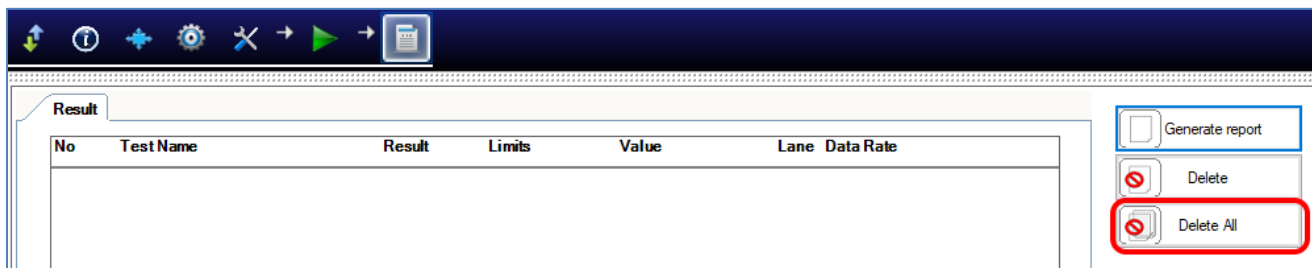 Result
No Test Name Result Limits Value Lane Data Rate
Generate report
Delete
Delete All